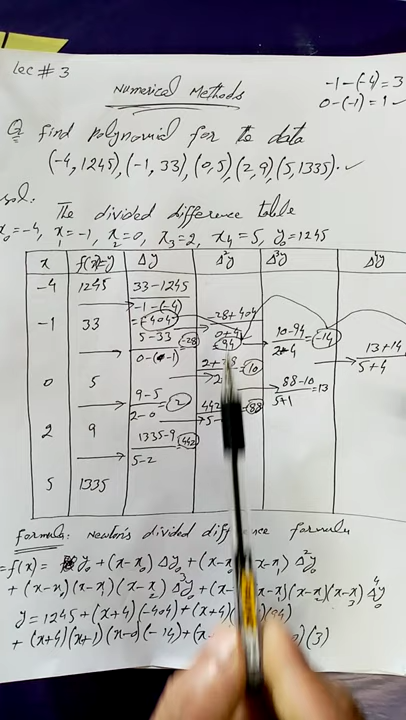 Lec # 3
-1-(-4) = 3
Numerical Methods
0-(-1) = 1 ✓
Q find Polynomial for the data
(-4, 1245), (-1, 33), (0, 5), (2, 9) (5, 1335). ✓
sol: The divided difference table
x₀=-4, x₁=-1, x₂=0, x₃=2, x₄=5, y₀=1245
x f(x)=y Δy Δ²y Δ³y Δ⁴y
-4 1245 33-1245
-1-(-4) -28+404
-1 33 =-404 0+4 10-94 =-14
5-33 =-28 =94 2+4 13+14
0-(-1) 2+28 =10 5+4
0 5 2 88-10 =13
9-5 =2 442 =88 5+1
2-0 5-
2 9 1335-9 =442
5-2
5 1335
Formula: Newton's divided difference formula
= f(x) = y₀+(x-x₀) Δy₀+(x- x-x₁) Δ²y₀
+ (x-x₀)(x-x₁)(x-x₂) Δ³y₀+(x- x-x₁)(x-x₂)(x-x₃) Δ⁴y₀
y = 1245+(x+4)(-404)+(x+4)( 94)
+ (x+4)(x+1)(x-0)(-14)+(x )(3)